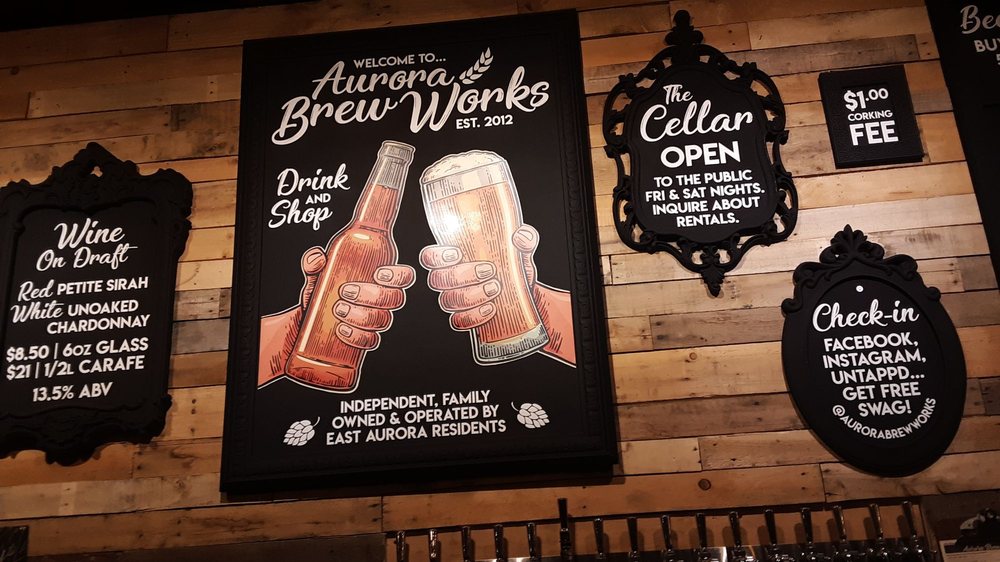 Wine
On Draft
Red PETITE SIRAH
White UNOAKED
CHARDONNAY
$8.50 | 6OZ GLASS
$21 | 1/2L CARAFE
13.5% ABV
WELCOME TO...
Aurora
Brew Works
EST. 2012
Drink
AND
Shop
INDEPENDENT, FAMILY
OWNED & OPERATED BY
EAST AURORA RESIDENTS
The
Cellar
OPEN
TO THE PUBLIC
FRI & SAT NIGHTS.
INQUIRE ABOUT
RENTALS.
$1.00
CORKING
FEE
Check-in
FACEBOOK,
INSTAGRAM,
UNTAPPD...
GET FREE
SWAG!
@AURORABREWWORKS